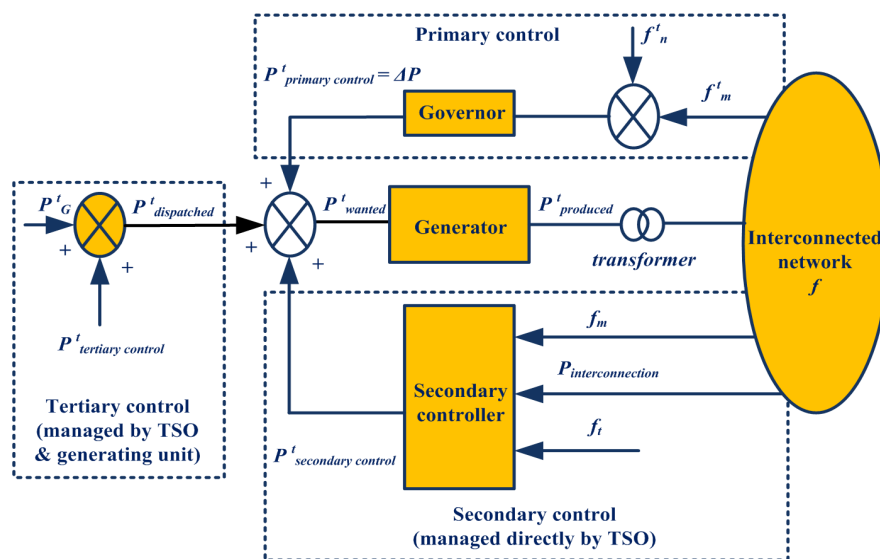 Primary control
f^t_n
P^t_primary control = ΔP
Governor
f^t_m
+
P^t_G
P^t_dispatched
P^t_wanted
Generator
P^t_produced
transformer
Interconnected
network
f
+
+
+
+
P^t_tertiary control
Tertiary control
(managed by TSO
& generating unit)
f_m
P_interconnection
Secondary
controller
f_t
P^t_secondary control
Secondary control
(managed directly by TSO)